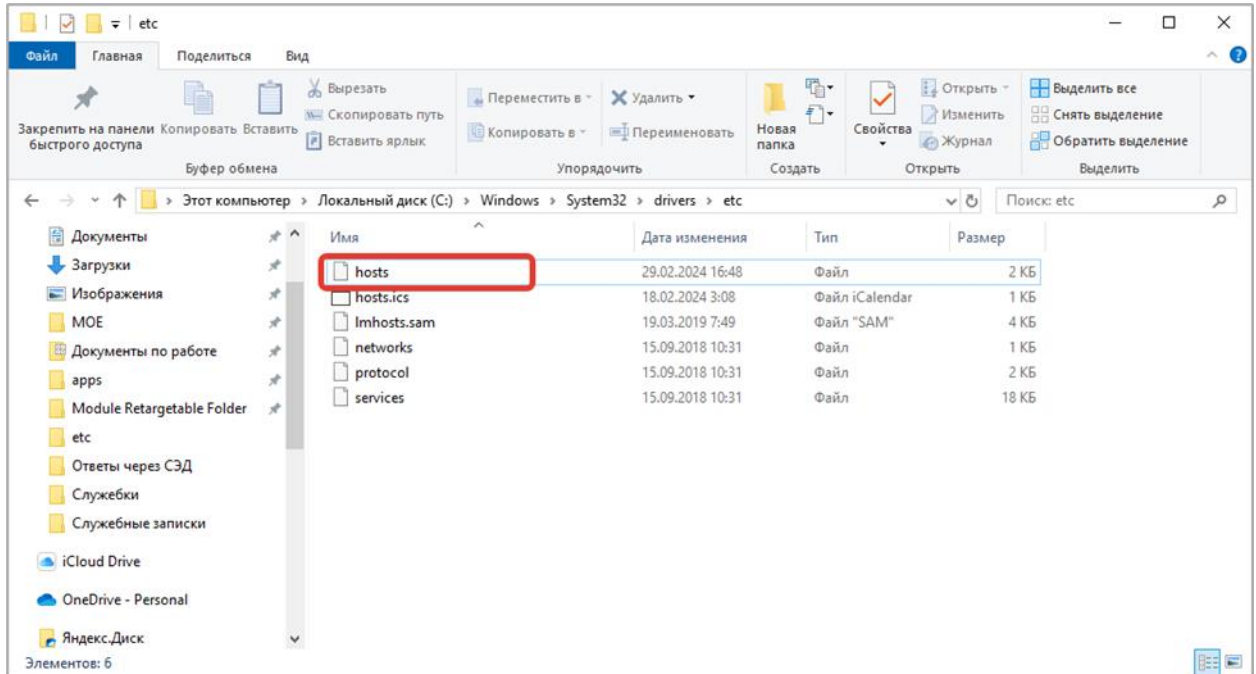 etc
Файл Главная Поделиться Вид
Закрепить на панели быстрого доступа
Копировать
Вставить
Вырезать
Скопировать путь
Вставить ярлык
Буфер обмена
Переместить в
Копировать в
Удалить
Переименовать
Упорядочить
Новая папка
Создать
Свойства
Открыть
Изменить
Журнал
Открыть
Выделить все
Снять выделение
Обратить выделение
Выделить
Этот компьютер › Локальный диск (C:) › Windows › System32 › drivers › etc
Поиск: etc
Документы
Загрузки
Изображения
МОЕ
Документы по работе
apps
Module Retargetable Folder
etc
Ответы через СЭД
Служебки
Служебные записки
iCloud Drive
OneDrive - Personal
Яндекс.Диск
Имя Дата изменения Тип Размер
hosts 29.02.2024 16:48 Файл 2 КБ
hosts.ics 18.02.2024 3:08 Файл iCalendar 1 КБ
lmhosts.sam 19.03.2019 7:49 Файл "SAM" 4 КБ
networks 15.09.2018 10:31 Файл 1 КБ
protocol 15.09.2018 10:31 Файл 2 КБ
services 15.09.2018 10:31 Файл 18 КБ
Элементов: 6